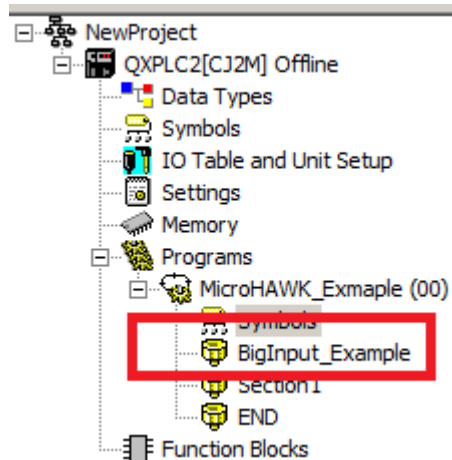 NewProject
QXPLC2[CJ2M] Offline
Data Types
Symbols
IO Table and Unit Setup
Settings
Memory
Programs
MicroHAWK_Exmaple (00)
Symbols
BigInput_Example
Section1
END
Function Blocks